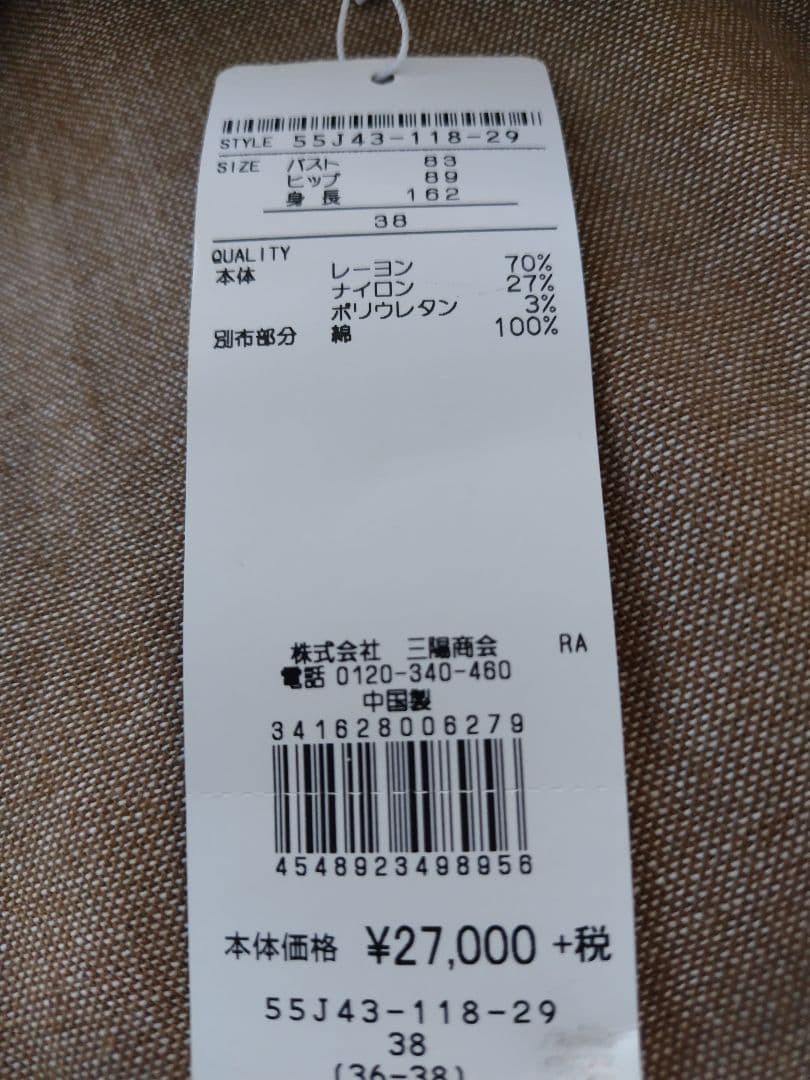 STYLE 55J43-118-29
SIZE バスト 83
ヒップ 89
身長 162
38
QUALITY
本体 レーヨン 70%
ナイロン 27%
ポリウレタン 3%
別布部分 綿 100%
株式会社 三陽商会 RA
電話 0120-340-460
中国製
341628006279
4548923498956
本体価格 ¥27,000 +税
55J43-118-29
38
(36-38)